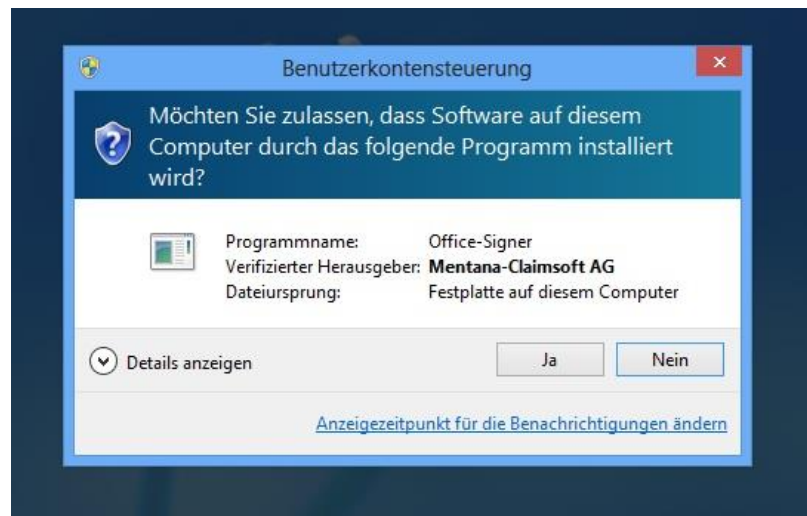 Benutzerkontensteuerung
Möchten Sie zulassen, dass Software auf diesem
Computer durch das folgende Programm installiert
wird?
Programmname: Office-Signer
Verifizierter Herausgeber: Mentana-Claimsoft AG
Dateiursprung: Festplatte auf diesem Computer
Details anzeigen Ja Nein
Anzeigezeitpunkt für die Benachrichtigungen ändern